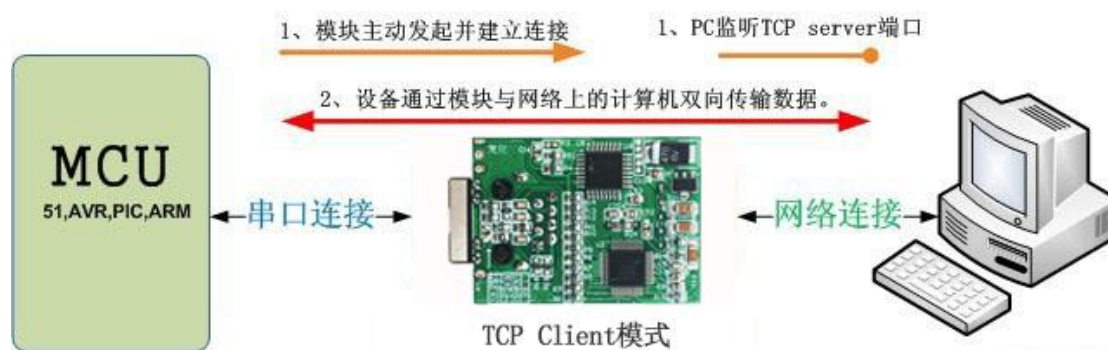 1、模块主动发起并建立连接
1、PC监听TCP server端口
2、设备通过模块与网络上的计算机双向传输数据。
MCU
51,AVR,PIC,ARM
串口连接
网络连接
TCP Client模式